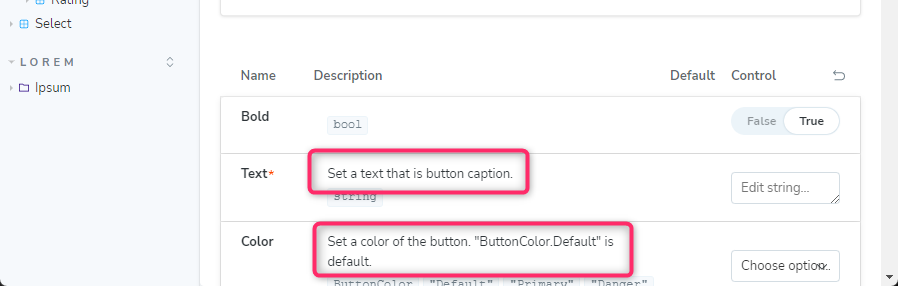 Rating
Select
LOREM
Ipsum
Name Description Default Control
Bold
bool
False True
Text*
Set a text that is button caption.
string
Edit string...
Color
Set a color of the button. "ButtonColor.Default" is
default.
ButtonColor "Default" "Primary" "Danger"
Choose option...